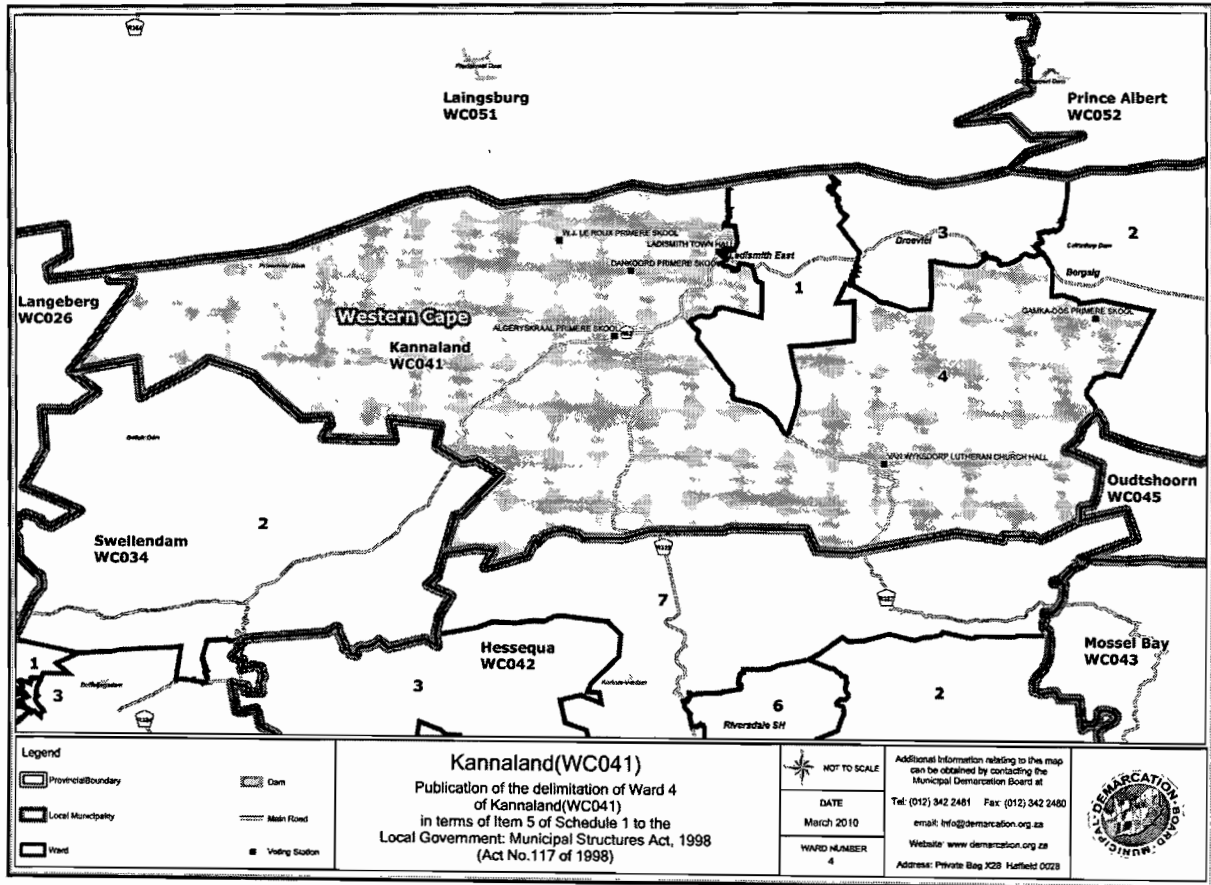 Laingsburg
WC051
Prince Albert
WC052
W.J. LE ROUX PRIMERE SKOOL
LADISMITH TOWN HALL
Ladismith East
DANKOORD PRIMERE SKOOL
3
2
1
Bergsig
Langeberg
WC026
Western Cape
Kannaland
WC041
ALGERYSKRAAL PRIMERE SKOOL
R62
GAMKA-OOS PRIMERE SKOOL
4
VAN WYKSDORP LUTHERAN CHURCH HALL
Oudtshoorn
WC045
2
Swellendam
WC034
7
R327
Hessequa
WC042
Mossel Bay
WC043
1
3
3
6
2
Riversdale SH
Legend
ProvincialBoundary
Dam
Local Municipality
Main Road
Ward
Voting Station
Kannaland(WC041)
Publication of the delimitation of Ward 4
of Kannaland(WC041)
in terms of Item 5 of Schedule 1 to the
Local Government: Municipal Structures Act, 1998
(Act No.117 of 1998)
NOT TO SCALE
DATE
March 2010
WARD NUMBER
4
Additional Information relating to this map
can be obtained by contacting the
Municipal Demarcation Board at
Tel: (012) 342 2481 Fax: (012) 342 2480
email: info@demarcation.org.za
Website: www.demarcation.org.za
Address: Private Bag X28 Hatfield 0028
MUNICIPAL DEMARCATION BOARD